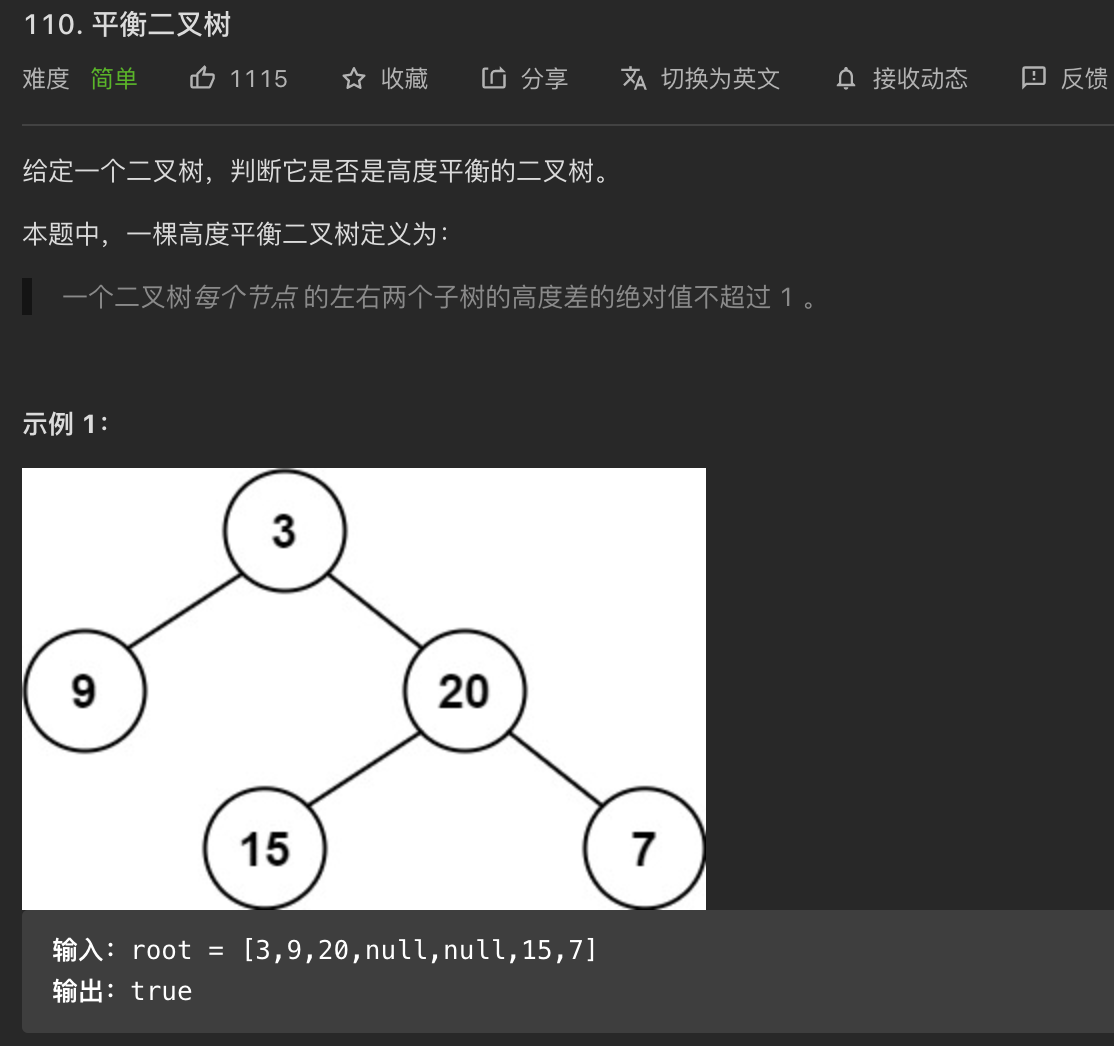 110. 平衡二叉树
难度 简单 1115 收藏 分享 切换为英文 接收动态 反馈
给定一个二叉树，判断它是否是高度平衡的二叉树。
本题中，一棵高度平衡二叉树定义为：
一个二叉树每个节点 的左右两个子树的高度差的绝对值不超过 1 。
示例 1：
3
9 20
15 7
输入：root = [3,9,20,null,null,15,7]
输出：true